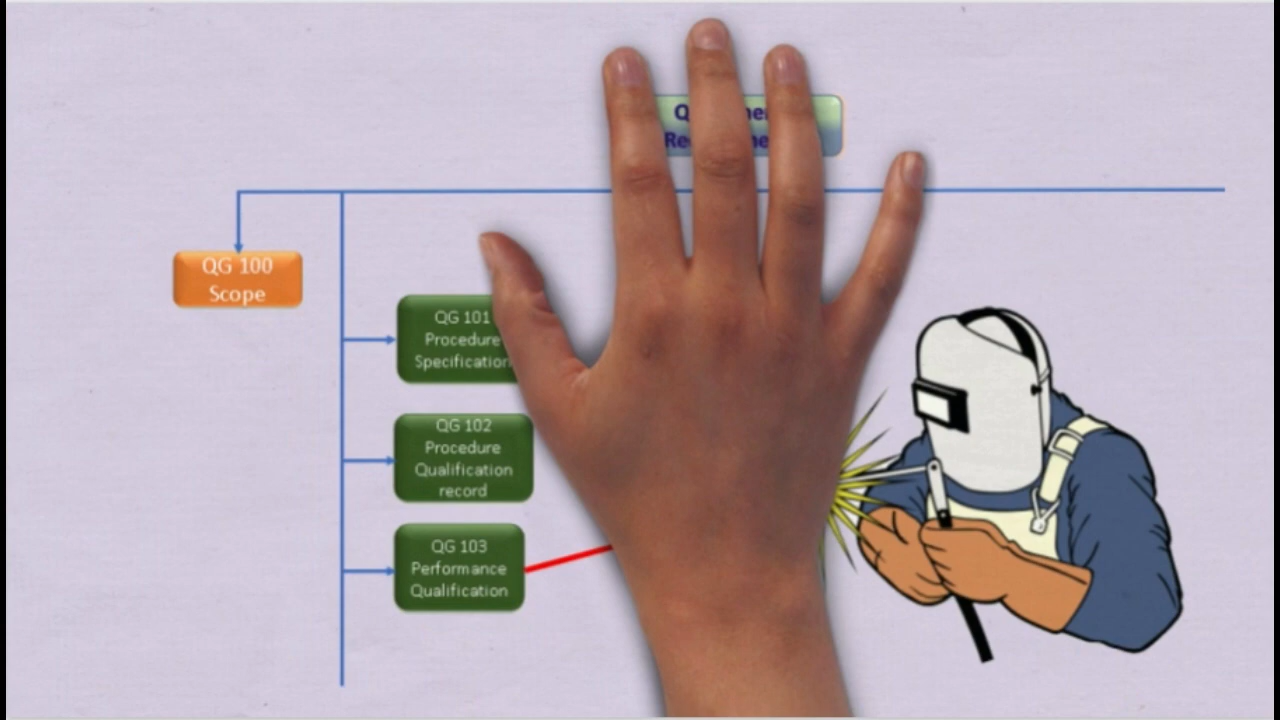 QG 100
Scope
QG 101
Procedure
Specification
QG 102
Procedure
Qualification
record
QG 103
Performance
Qualification